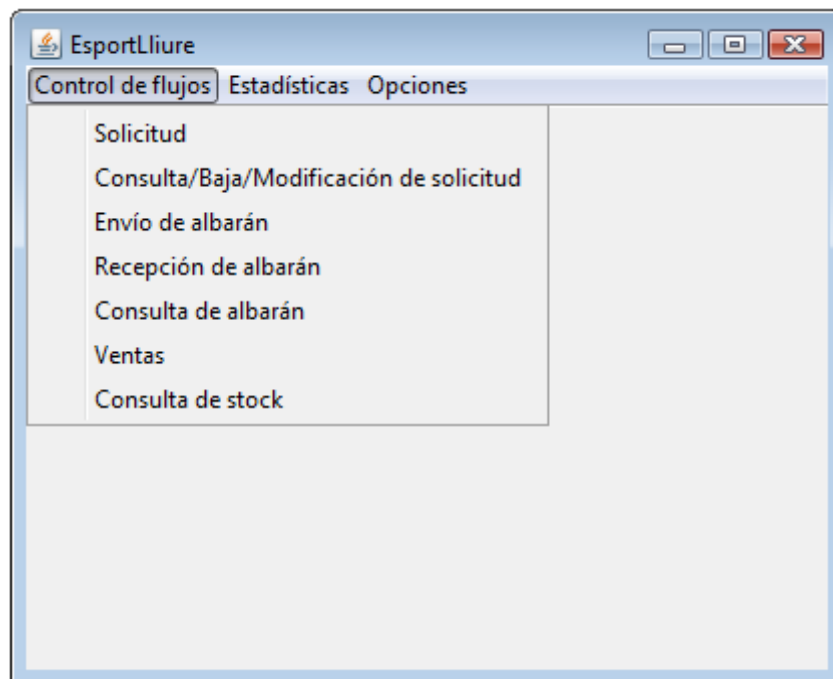 EsportLliure
Control de flujos Estadísticas Opciones
Solicitud
Consulta/Baja/Modificación de solicitud
Envío de albarán
Recepción de albarán
Consulta de albarán
Ventas
Consulta de stock